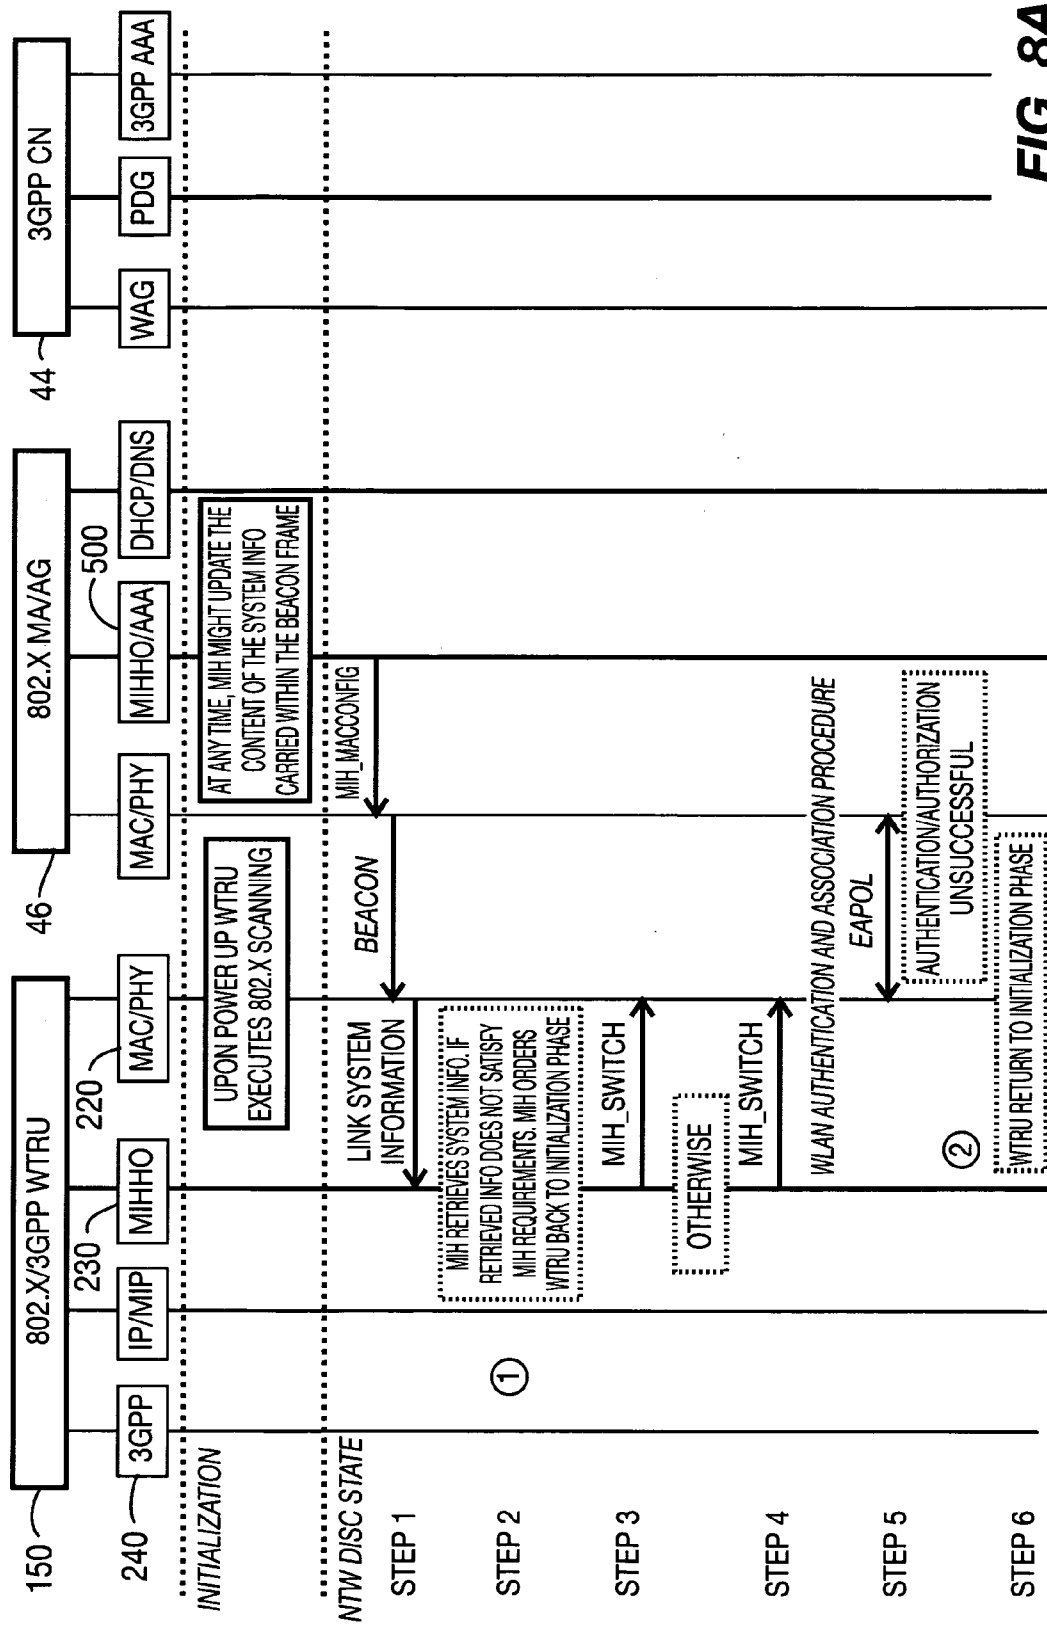 150
802.X/3GPP WTRU
46
802.X MA/AG
44
3GPP CN
240
3GPP
IP/MIP
230
MIHHO
220
MAC/PHY
MAC/PHY
MIHHO/AAA
500
DHCP/DNS
WAG
PDG
3GPP AAA
INITIALIZATION
UPON POWER UP WTRU
EXECUTES 802.X SCANNING
AT ANY TIME, MIH MIGHT UPDATE THE
CONTENT OF THE SYSTEM INFO
CARRIED WITHIN THE BEACON FRAME
NTW DISC STATE
STEP 1
MIH_MACCONFIG
BEACON
LINK SYSTEM
INFORMATION
STEP 2
1
MIH RETRIEVES SYSTEM INFO. IF
RETRIEVED INFO DOES NOT SATISFY
MIH REQUIREMENTS, MIH ORDERS
WTRU BACK TO INITIALIZATION PHASE
STEP 3
MIH_SWITCH
OTHERWISE
STEP 4
MIH_SWITCH
WLAN AUTHENTICATION AND ASSOCIATION PROCEDURE
STEP 5
EAPOL
AUTHENTICATION/AUTHORIZATION
UNSUCCESSFUL
2
STEP 6
WTRU RETURN TO INITIALIZATION PHASE
FIG. 8A